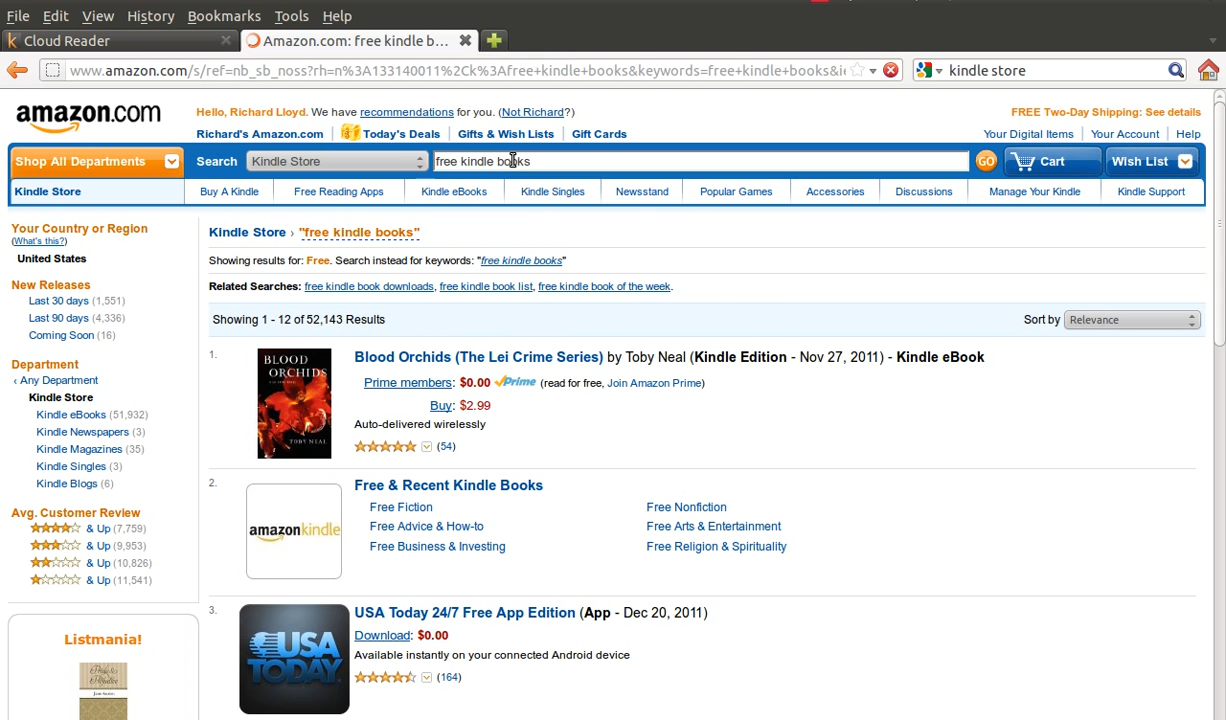 File Edit View History Bookmarks Tools Help
Cloud Reader
Amazon.com: free kindle b...
www.amazon.com/s/ref=nb_sb_noss?rh=n%3A133140011%2Ck%3Afree+kindle+books&keywords=free+kindle+books&ie
kindle store
amazon.com
Hello, Richard Lloyd. We have recommendations for you. (Not Richard?)
FREE Two-Day Shipping: See details
Richard's Amazon.com Today's Deals Gifts & Wish Lists Gift Cards
Your Digital Items Your Account Help
Shop All Departments
Search Kindle Store free kindle books GO Cart Wish List
Kindle Store Buy A Kindle Free Reading Apps Kindle eBooks Kindle Singles Newsstand Popular Games Accessories Discussions Manage Your Kindle Kindle Support
Your Country or Region
(What's this?)
United States
New Releases
Last 30 days (1,551)
Last 90 days (4,336)
Coming Soon (16)
Department
‹ Any Department
Kindle Store
Kindle eBooks (51,932)
Kindle Newspapers (3)
Kindle Magazines (35)
Kindle Singles (3)
Kindle Blogs (6)
Avg. Customer Review
& Up (7,759)
& Up (9,953)
& Up (10,826)
& Up (11,541)
Listmania!
Kindle Store › "free kindle books"
Showing results for: Free. Search instead for keywords: "free kindle books"
Related Searches: free kindle book downloads, free kindle book list, free kindle book of the week.
Showing 1 - 12 of 52,143 Results
Sort by Relevance
1.
BLOOD
ORCHIDS
TOBY NEAL
Blood Orchids (The Lei Crime Series) by Toby Neal (Kindle Edition - Nov 27, 2011) - Kindle eBook
Prime members: $0.00 Prime (read for free, Join Amazon Prime)
Buy: $2.99
Auto-delivered wirelessly
(54)
2.
amazonkindle
Free & Recent Kindle Books
Free Fiction Free Nonfiction
Free Advice & How-to Free Arts & Entertainment
Free Business & Investing Free Religion & Spirituality
3.
USA
TODAY
USA Today 24/7 Free App Edition (App - Dec 20, 2011)
Download: $0.00
Available instantly on your connected Android device
(164)